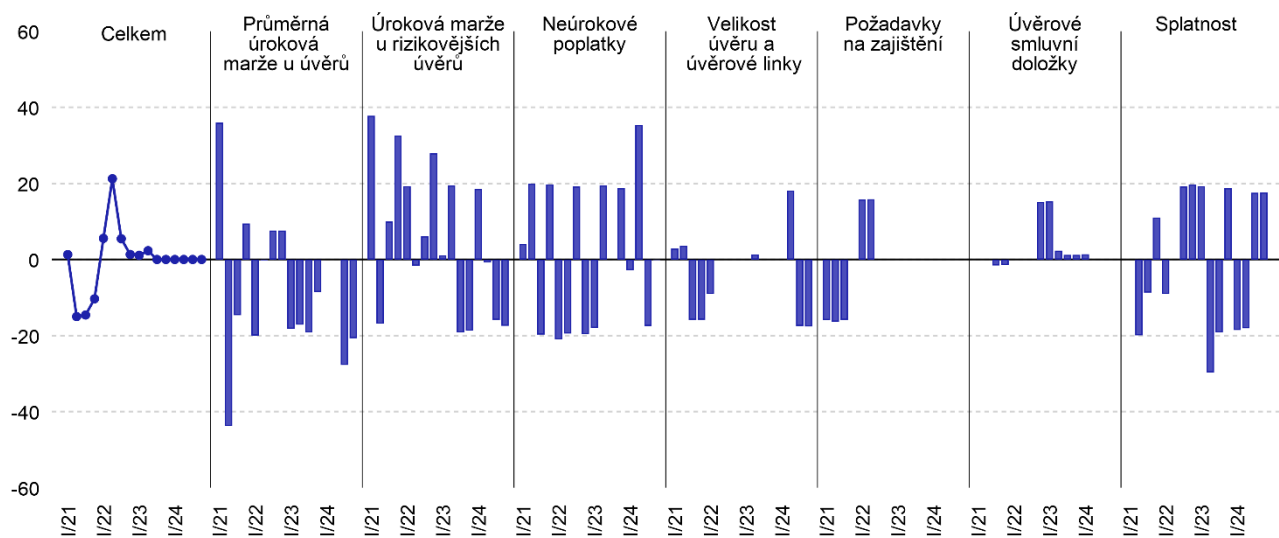 Celkem
Průměrná
úroková
marže u úvěrů
Úroková marže
u rizikovějších
úvěrů
Neúrokové
poplatky
Velikost
úvěru a
úvěrové linky
Požadavky
na zajištění
Úvěrové
smluvní
doložky
Splatnost
60
40
20
0
-20
-40
-60
I/21
I/22
I/23
I/24
I/21
I/22
I/23
I/24
I/21
I/22
I/23
I/24
I/21
I/22
I/23
I/24
I/21
I/22
I/23
I/24
I/21
I/22
I/23
I/24
I/21
I/22
I/23
I/24
I/21
I/22
I/23
I/24